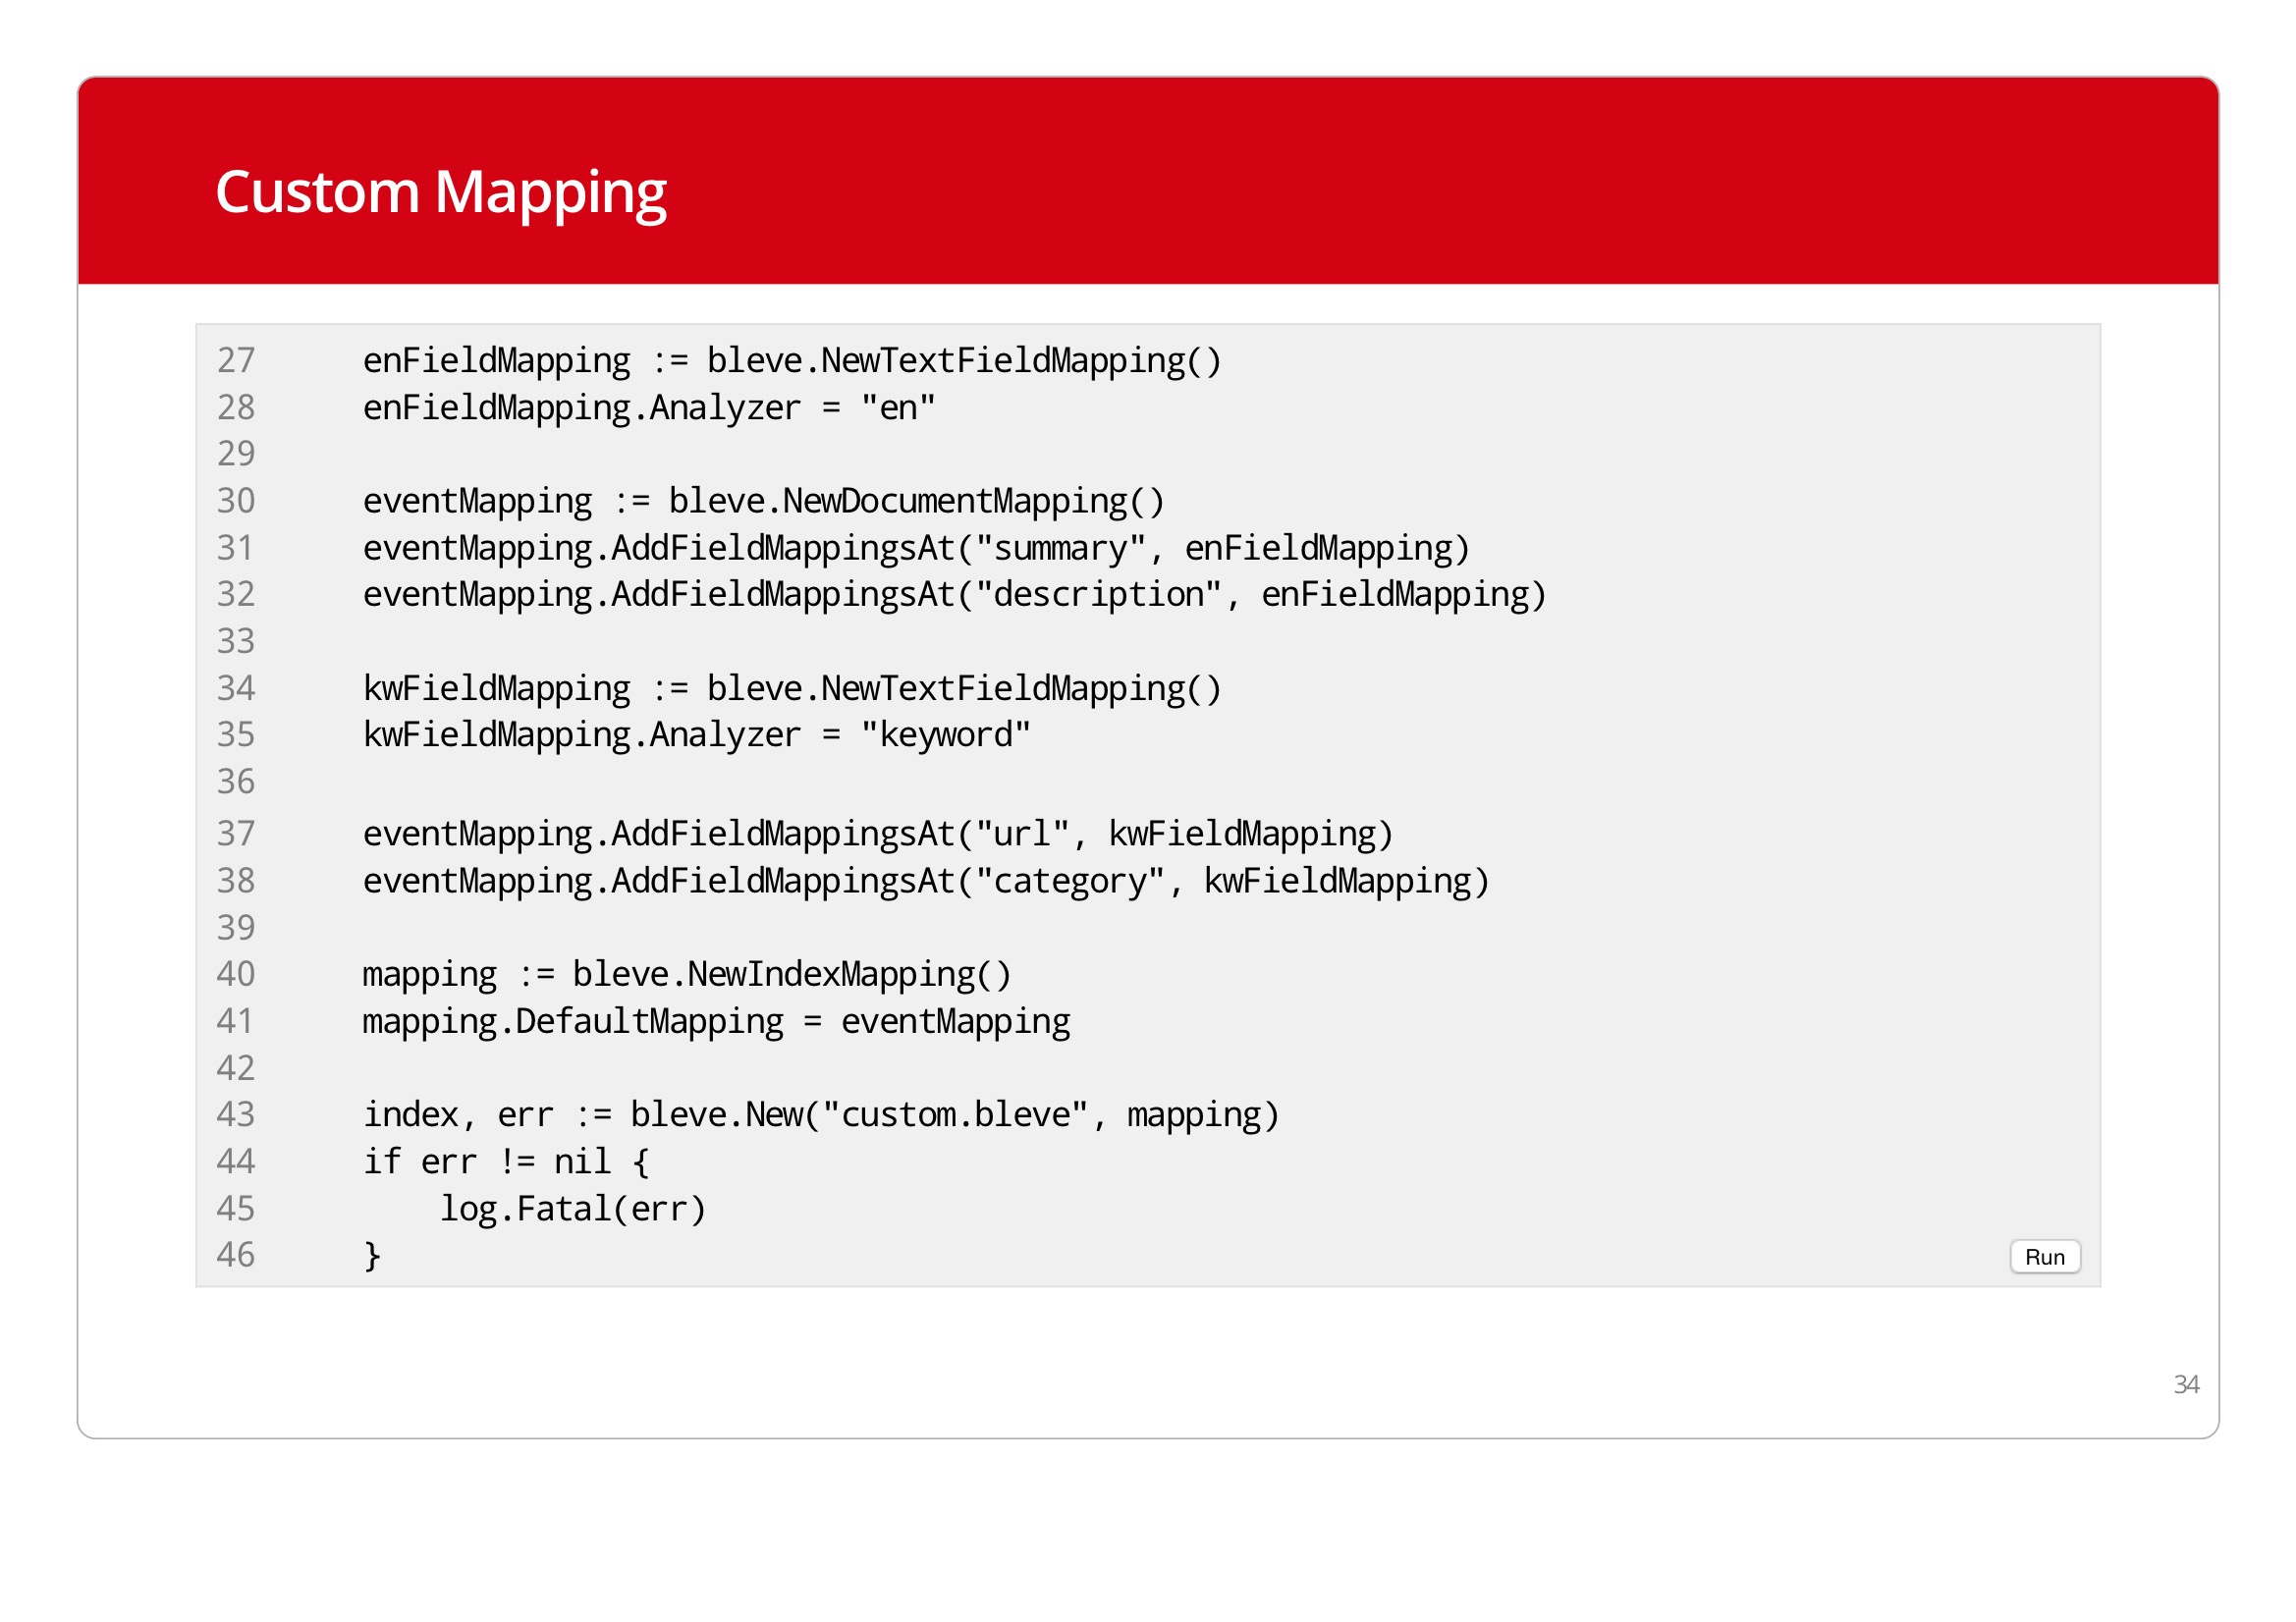 Custom Mapping
27 enFieldMapping := bleve.NewTextFieldMapping()
28 enFieldMapping.Analyzer = "en"
29
30 eventMapping := bleve.NewDocumentMapping()
31 eventMapping.AddFieldMappingsAt("summary", enFieldMapping)
32 eventMapping.AddFieldMappingsAt("description", enFieldMapping)
33
34 kwFieldMapping := bleve.NewTextFieldMapping()
35 kwFieldMapping.Analyzer = "keyword"
36
37 eventMapping.AddFieldMappingsAt("url", kwFieldMapping)
38 eventMapping.AddFieldMappingsAt("category", kwFieldMapping)
39
40 mapping := bleve.NewIndexMapping()
41 mapping.DefaultMapping = eventMapping
42
43 index, err := bleve.New("custom.bleve", mapping)
44 if err != nil {
45     log.Fatal(err)
46 }
Run
34